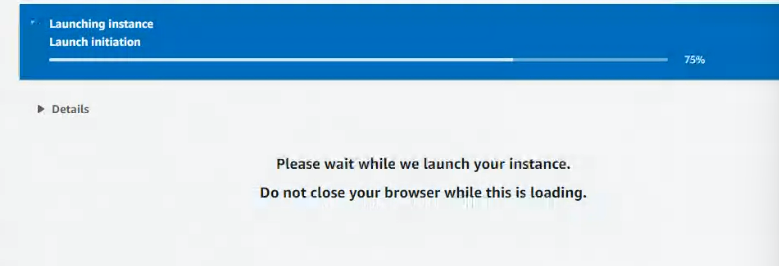 Launching instance
Launch initiation
75%
Details
Please wait while we launch your instance.
Do not close your browser while this is loading.